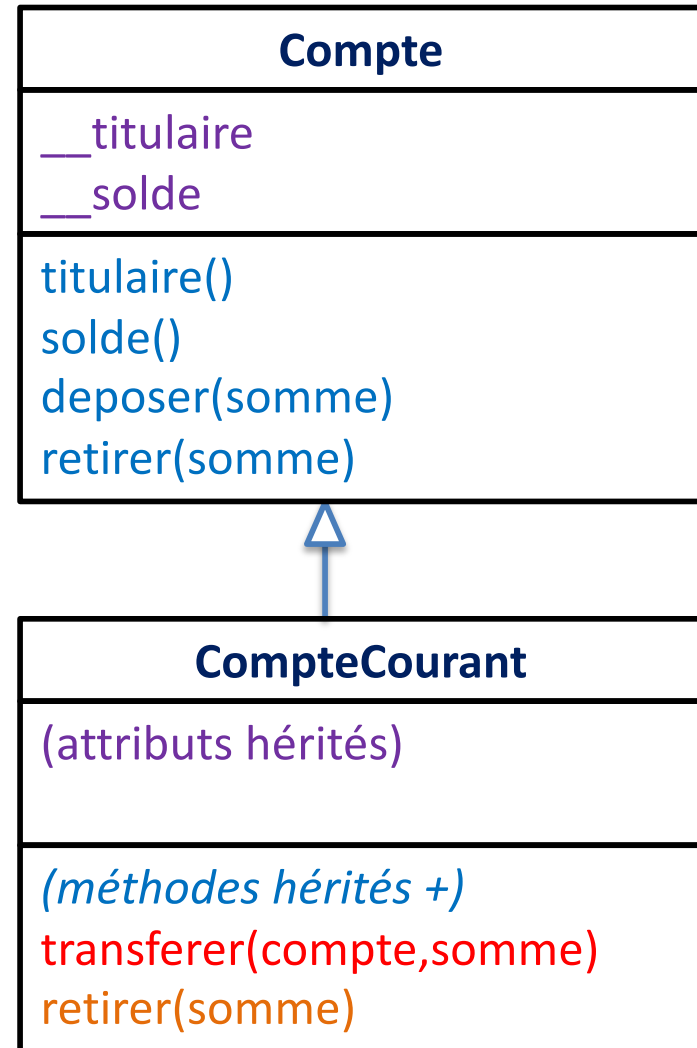 Compte
__titulaire
__solde
titulaire()
solde()
deposer(somme)
retirer(somme)
CompteCourant
(attributs hérités)
(méthodes hérités +)
transferer(compte,somme)
retirer(somme)